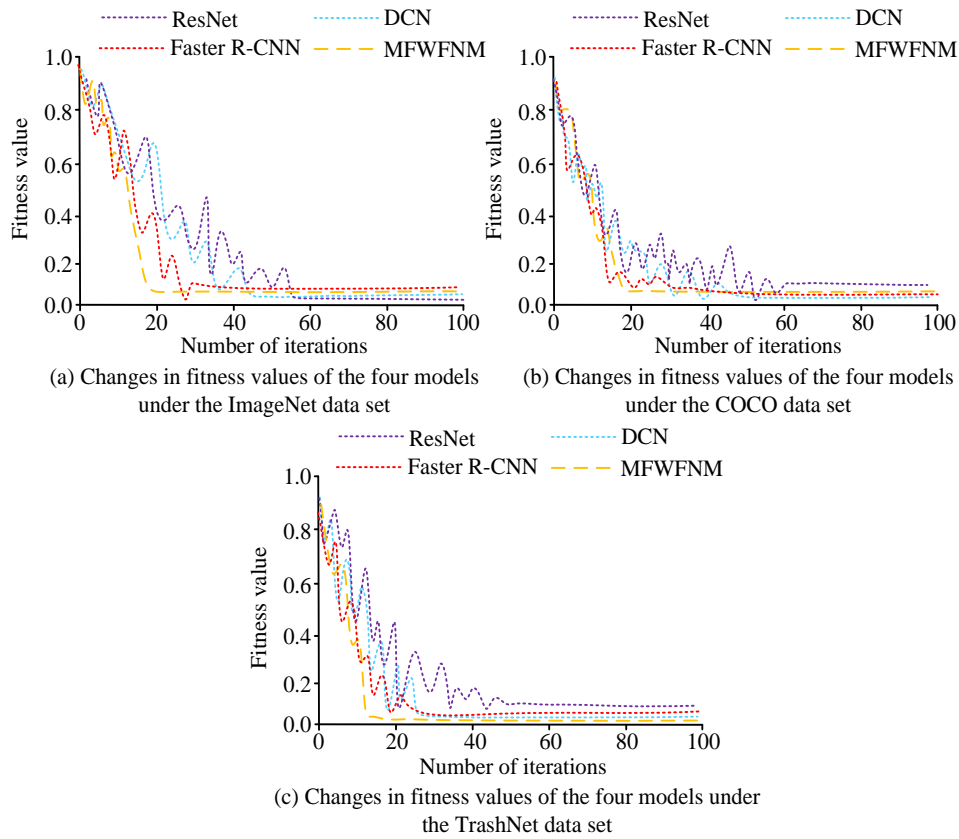 ResNet
DCN
Faster R-CNN
MFWFNM
1.0
0.8
0.6
0.4
0.2
0.0
Fitness value
0
20
40
60
80
100
Number of iterations
(a) Changes in fitness values of the four models
under the ImageNet data set
ResNet
DCN
Faster R-CNN
MFWFNM
1.0
0.8
0.6
0.4
0.2
0.0
Fitness value
0
20
40
60
80
100
Number of iterations
(b) Changes in fitness values of the four models
under the COCO data set
ResNet
DCN
Faster R-CNN
MFWFNM
1.0
0.8
0.6
0.4
0.2
0.0
Fitness value
0
20
40
60
80
100
Number of iterations
(c) Changes in fitness values of the four models under
the TrashNet data set